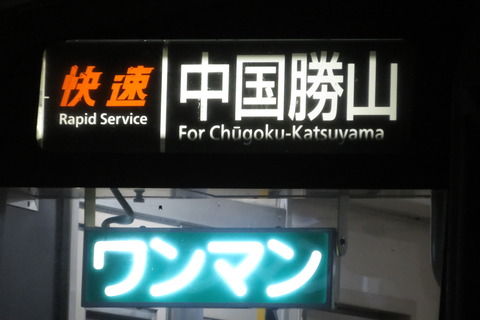 快速
Rapid Service
中国勝山
For Chūgoku-Katsuyama
ワンマン